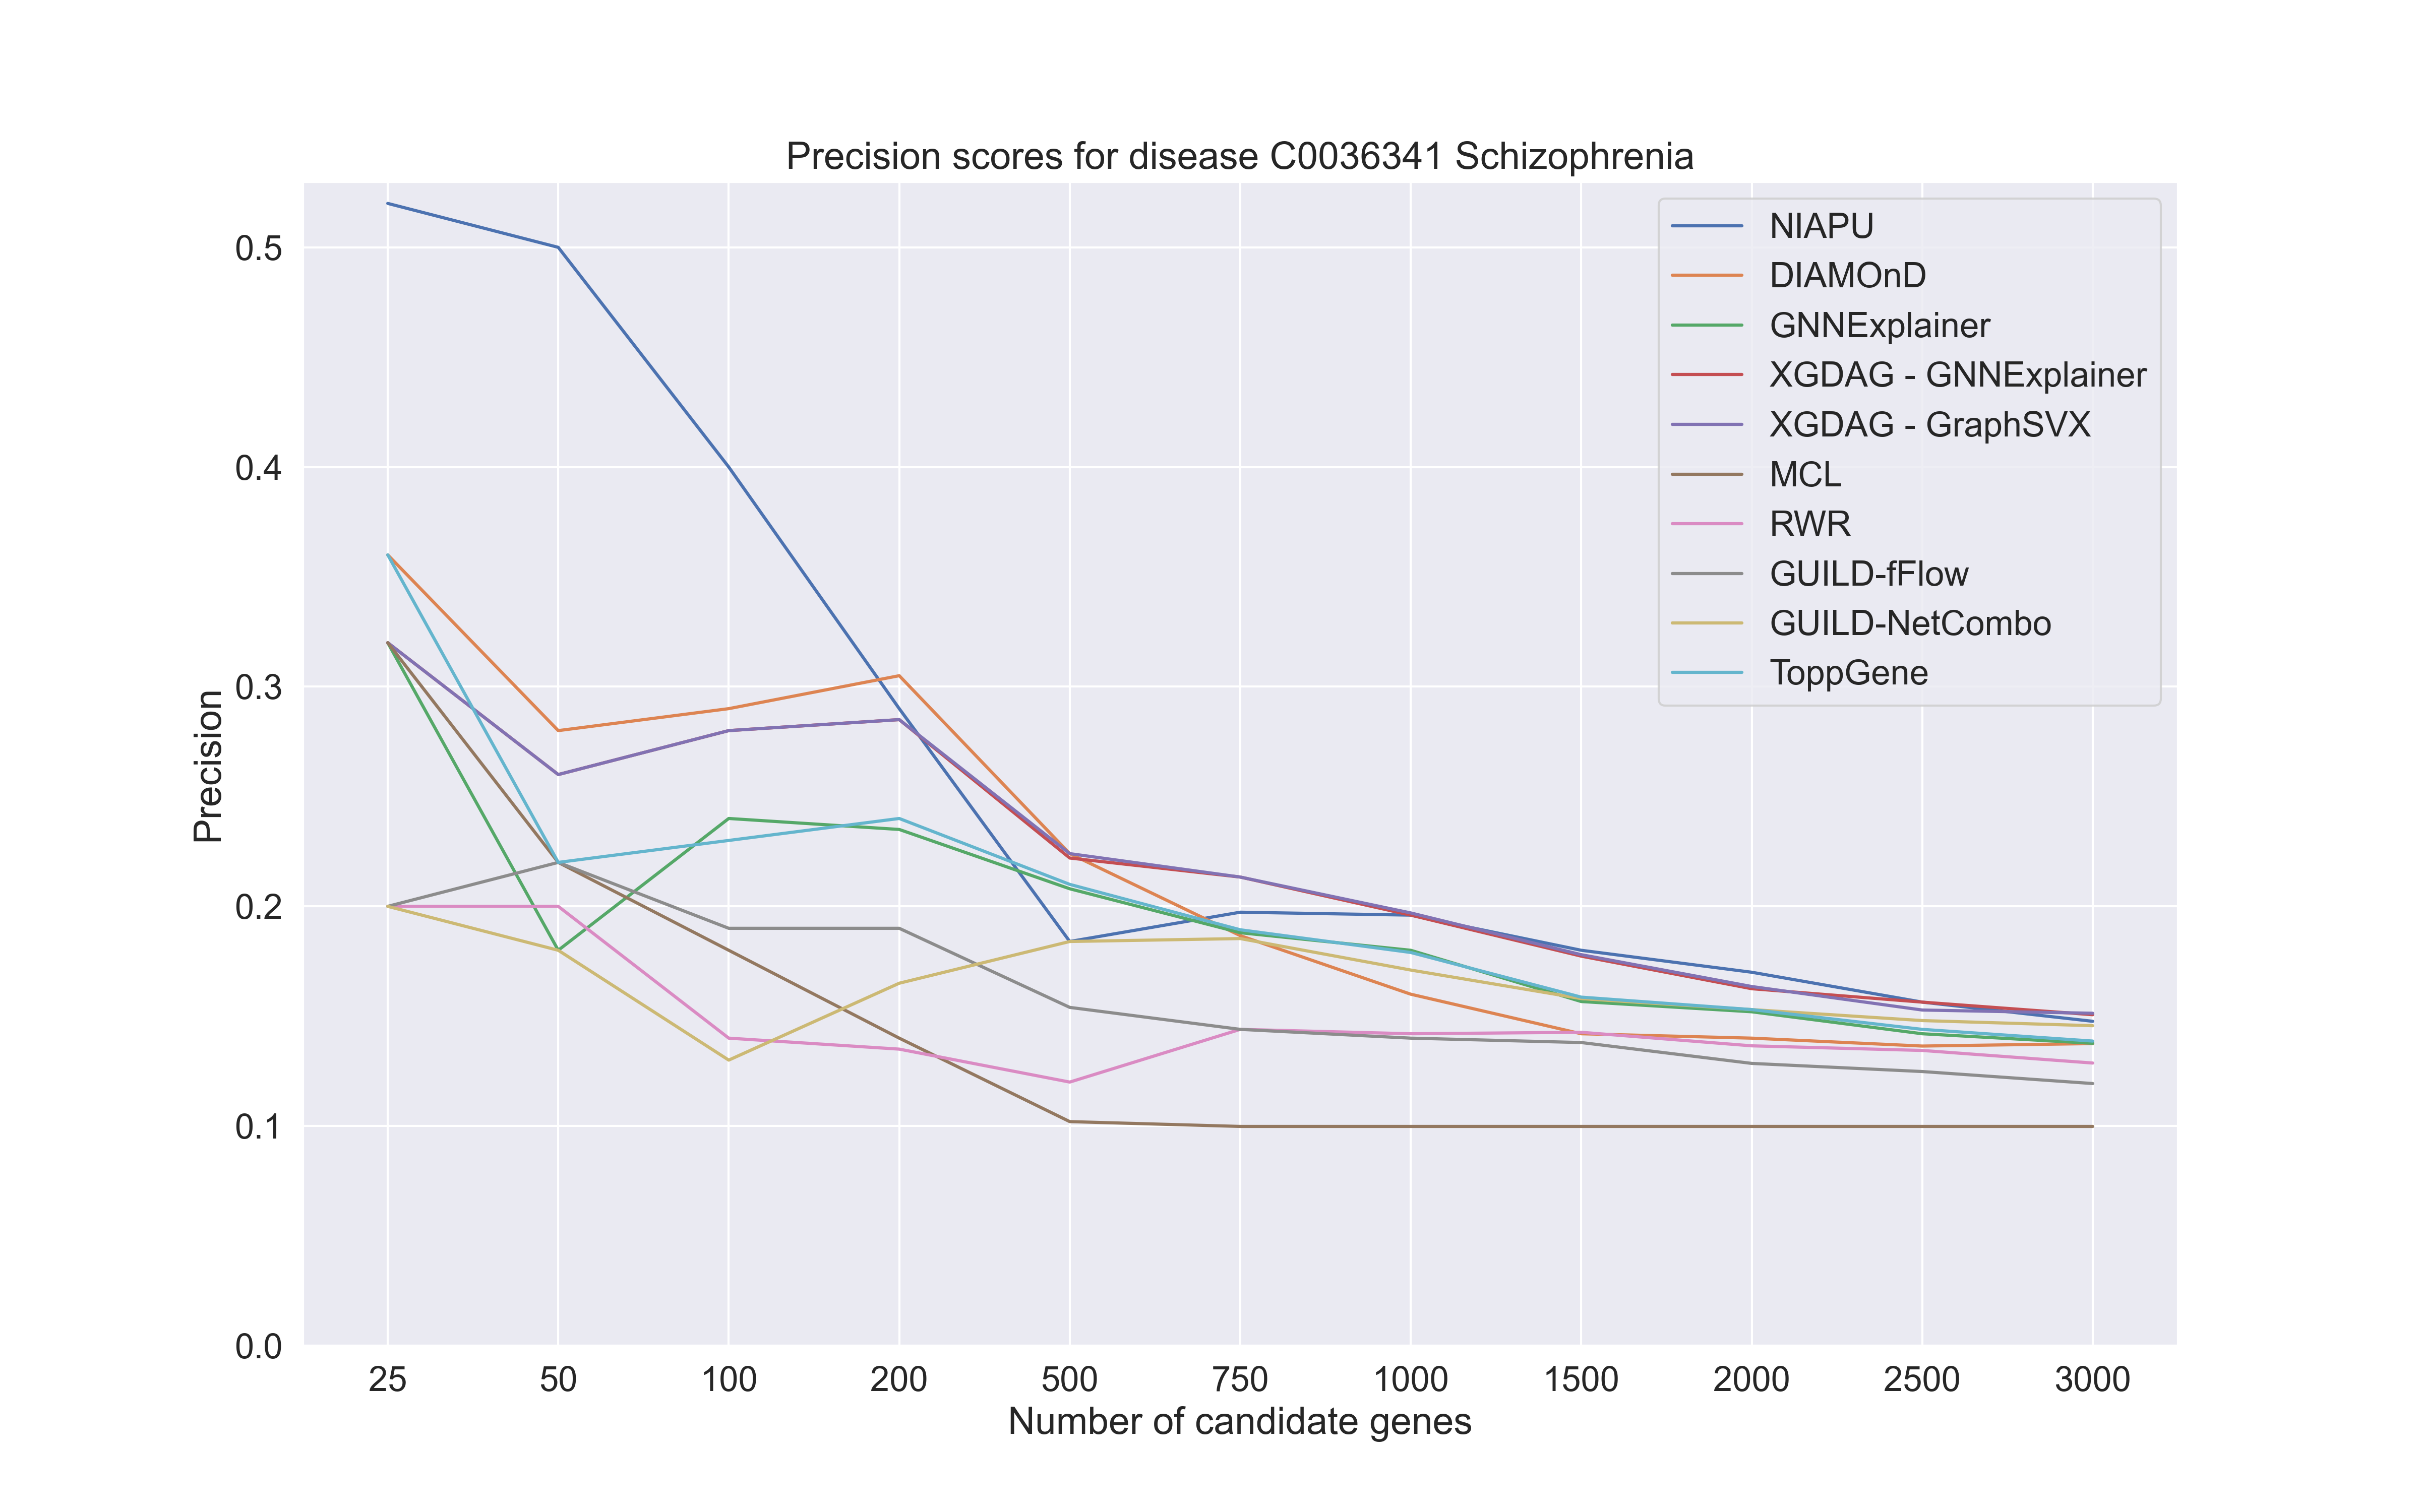 Precision scores for disease C0036341 Schizophrenia
NIAPU
DIAMOnD
GNNExplainer
XGDAG - GNNExplainer
XGDAG - GraphSVX
MCL
RWR
GUILD-fFlow
GUILD-NetCombo
ToppGene
Precision
0.5
0.4
0.3
0.2
0.1
0.0
25 50 100 200 500 750 1000 1500 2000 2500 3000
Number of candidate genes